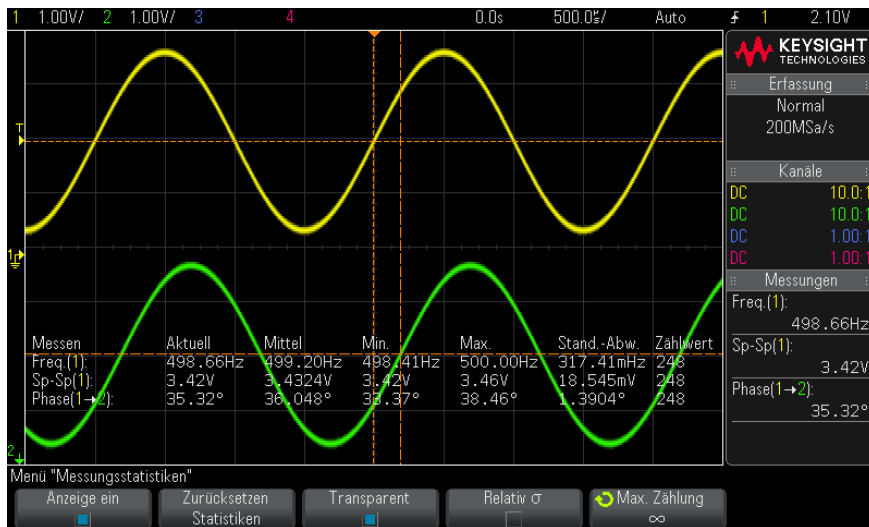 1 1.00V/ 2 1.00V/ 3 4 0.0s 500.0㎲/ Auto 1 2.10V
KEYSIGHT
TECHNOLOGIES
Erfassung
Normal
200MSa/s
Kanäle
DC 10.0:1
DC 10.0:1
DC 1.00:1
DC 1.00:1
Messungen
Freq.(1):
498.66Hz
Sp-Sp(1):
3.42V
Phase(1→2):
35.32°
T
1
2
Messen Aktuell Mittel Min. Max. Stand.-Abw. Zählwert
Freq.(1): 498.66Hz 499.20Hz 498.41Hz 500.00Hz 317.41mHz 248
Sp-Sp(1): 3.42V 3.4324V 3.42V 3.46V 18.545mV 248
Phase(1→2): 35.32° 36.048° 33.37° 38.46° 1.3904° 248
Menü "Messungsstatistiken"
Anzeige ein
Zurücksetzen
Statistiken
Transparent
Relativ σ
Max. Zählung
∞